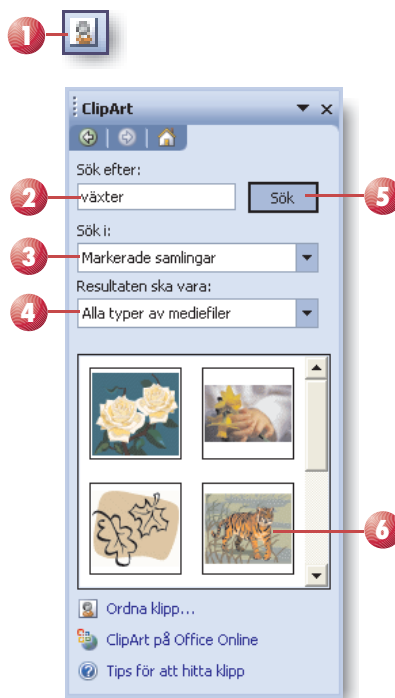 1
ClipArt
Sök efter:
2 växter Sök 5
Sök i:
3 Markerade samlingar
Resultaten ska vara:
4 Alla typer av mediefiler
6
Ordna klipp...
ClipArt på Office Online
Tips för att hitta klipp